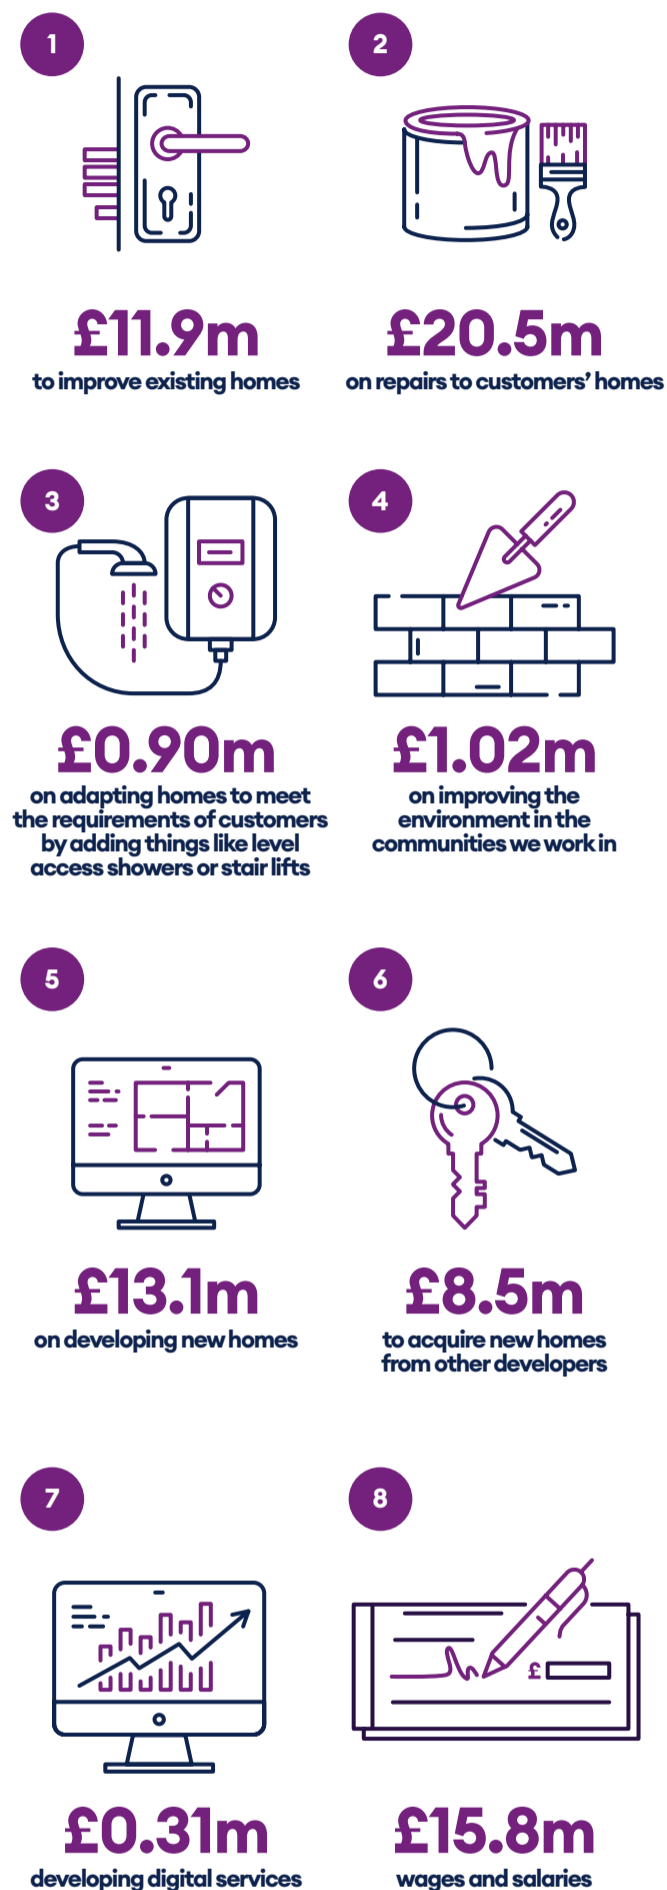 1
£11.9m
to improve existing homes
2
£20.5m
on repairs to customers’ homes
3
£0.90m
on adapting homes to meet
the requirements of customers
by adding things like level
access showers or stair lifts
4
£1.02m
on improving the
environment in the
communities we work in
5
£13.1m
on developing new homes
6
£8.5m
to acquire new homes
from other developers
7
£0.31m
developing digital services
8
£
£15.8m
wages and salaries